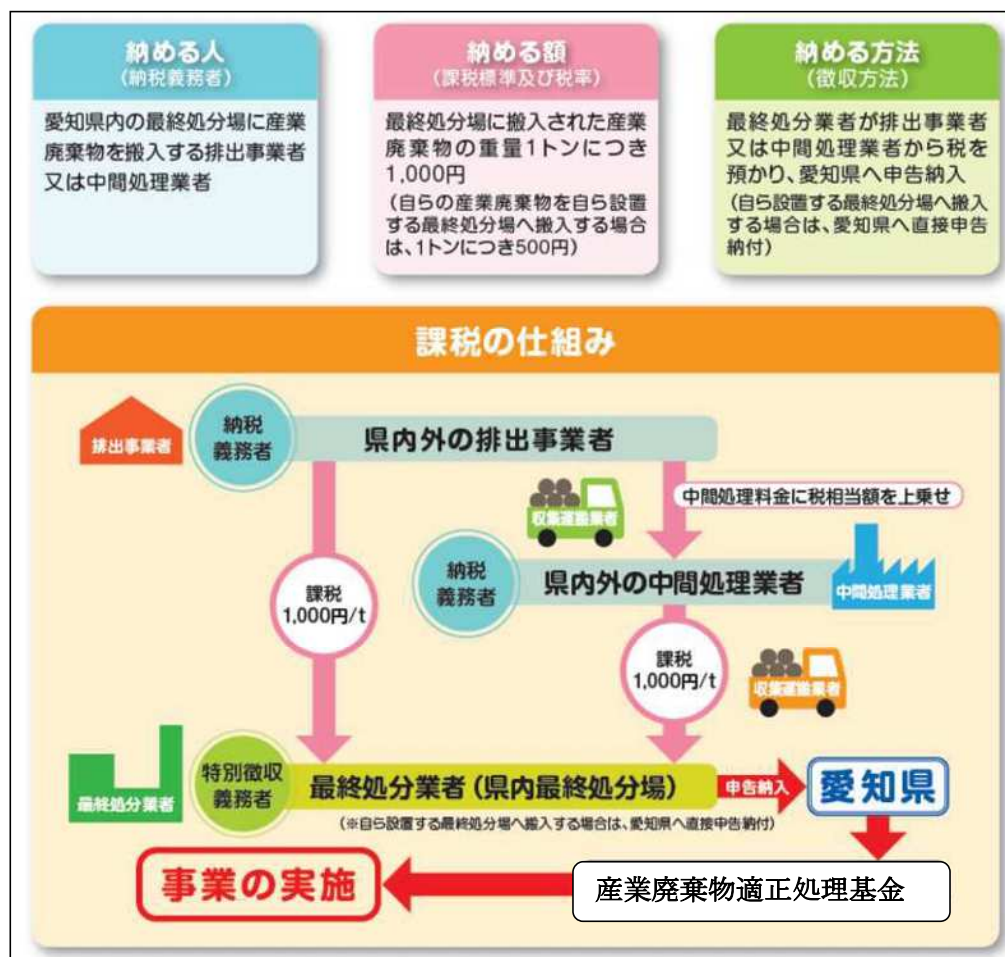 納める人
(納税義務者)
愛知県内の最終処分場に産業
廃棄物を搬入する排出事業者
又は中間処理業者
納める額
(課税標準及び税率)
最終処分場に搬入された産業
廃棄物の重量1トンにつき
1,000円
(自らの産業廃棄物を自ら設置
する最終処分場へ搬入する場合
は、1トンにつき500円)
納める方法
(徴収方法)
最終処分業者が排出事業者
又は中間処理業者から税を
預かり、愛知県へ申告納入
(自ら設置する最終処分場へ搬入
する場合は、愛知県へ直接申告
納付)
課税の仕組み
排出事業者
納税
義務者
県内外の排出事業者
収集運搬業者
中間処理料金に税相当額を上乗せ
納税
義務者
県内外の中間処理業者
中間処理業者
課税
1,000円/t
課税
1,000円/t
収集運搬業者
最終処分業者
特別徴収
義務者
最終処分業者(県内最終処分場)
申告納入
愛知県
(※自ら設置する最終処分場へ搬入する場合は、愛知県へ直接申告納付)
事業の実施
産業廃棄物適正処理基金